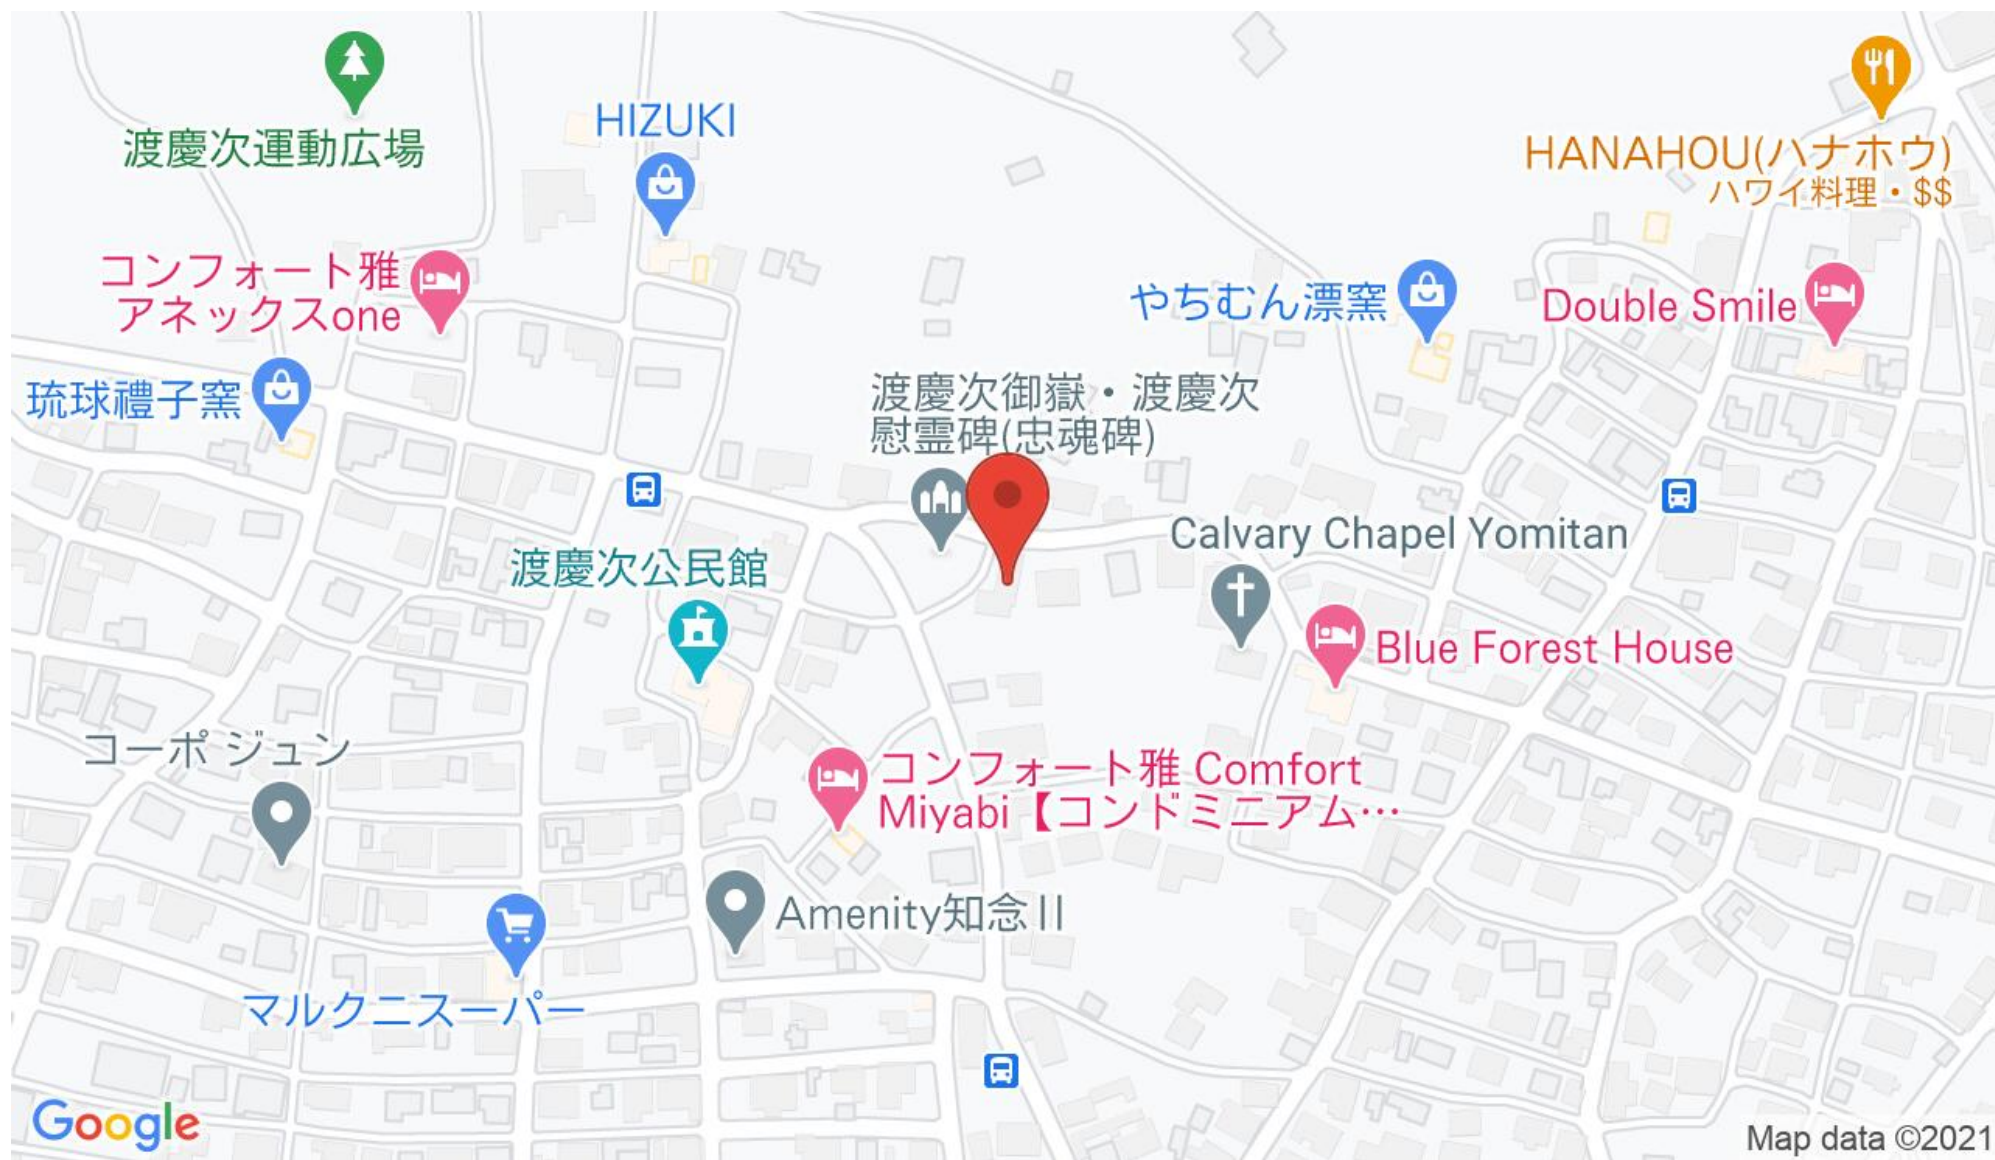 渡慶次運動広場
HIZUKI
HANAHOU(ハナホウ)
ハワイ料理・$$
コンフォート雅
アネックスone
やちむん漂窯
Double Smile
琉球禮子窯
渡慶次御嶽・渡慶次
慰霊碑(忠魂碑)
Calvary Chapel Yomitan
渡慶次公民館
Blue Forest House
コーポ ジュン
コンフォート雅 Comfort
Miyabi【コンドミニアム…
Amenity知念II
マルクニスーパー
Google
Map data ©2021